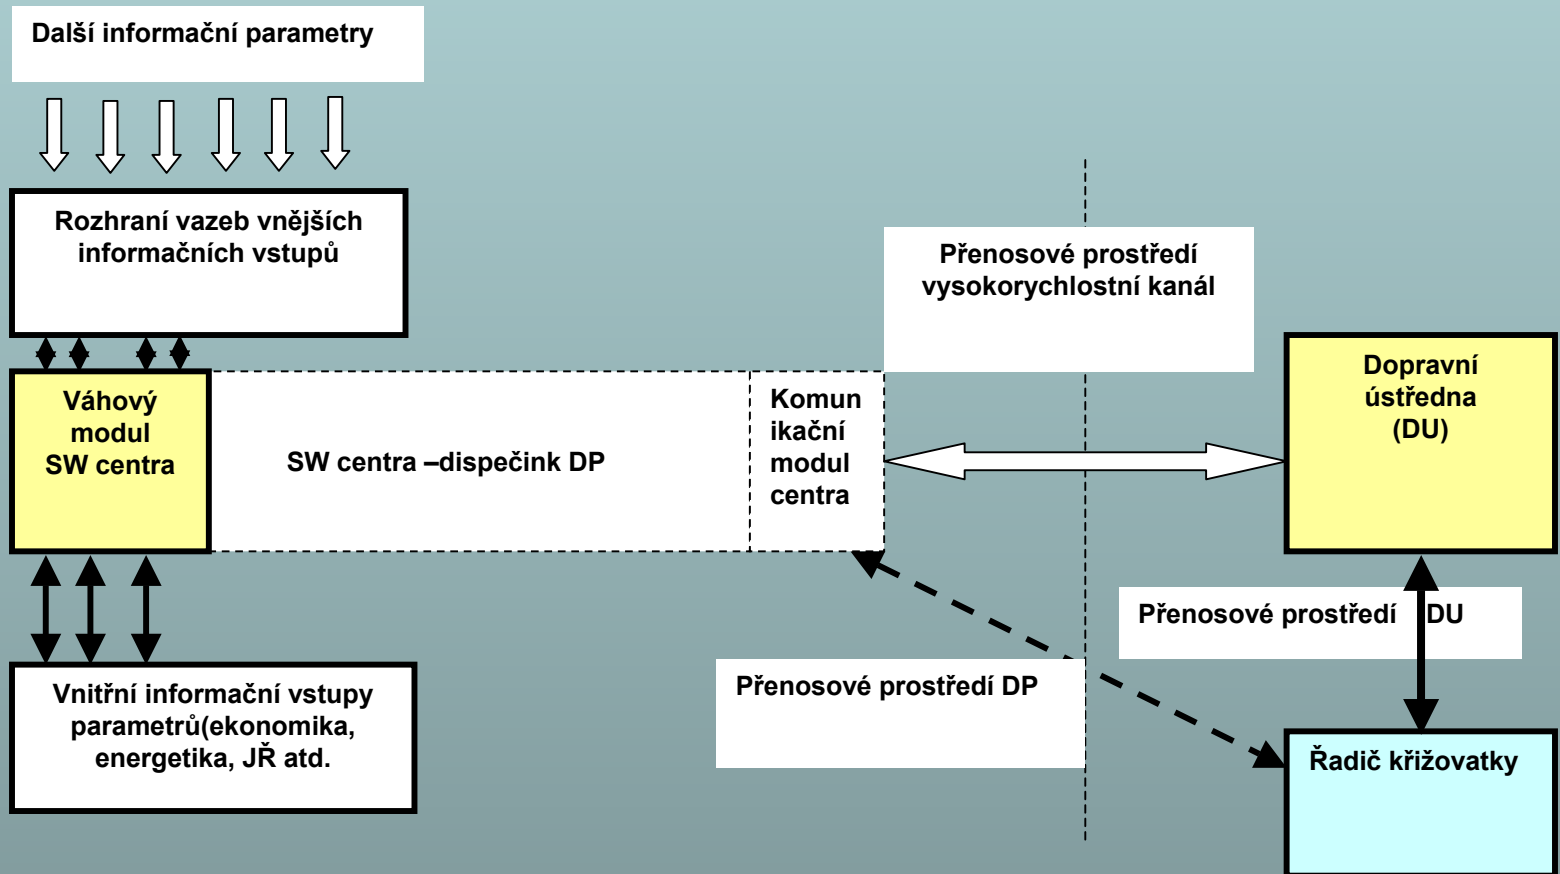 Další informační parametry
Rozhraní vazeb vnějších
informačních vstupů
Přenosové prostředí
vysokorychlostní kanál
Váhový
modul
SW centra
SW centra –dispečink DP
Komun
ikační
modul
centra
Dopravní
ústředna
(DU)
Přenosové prostředí DU
Přenosové prostředí DP
Vnitřní informační vstupy
parametrů(ekonomika,
energetika, JŘ atd.
Řadič křižovatky